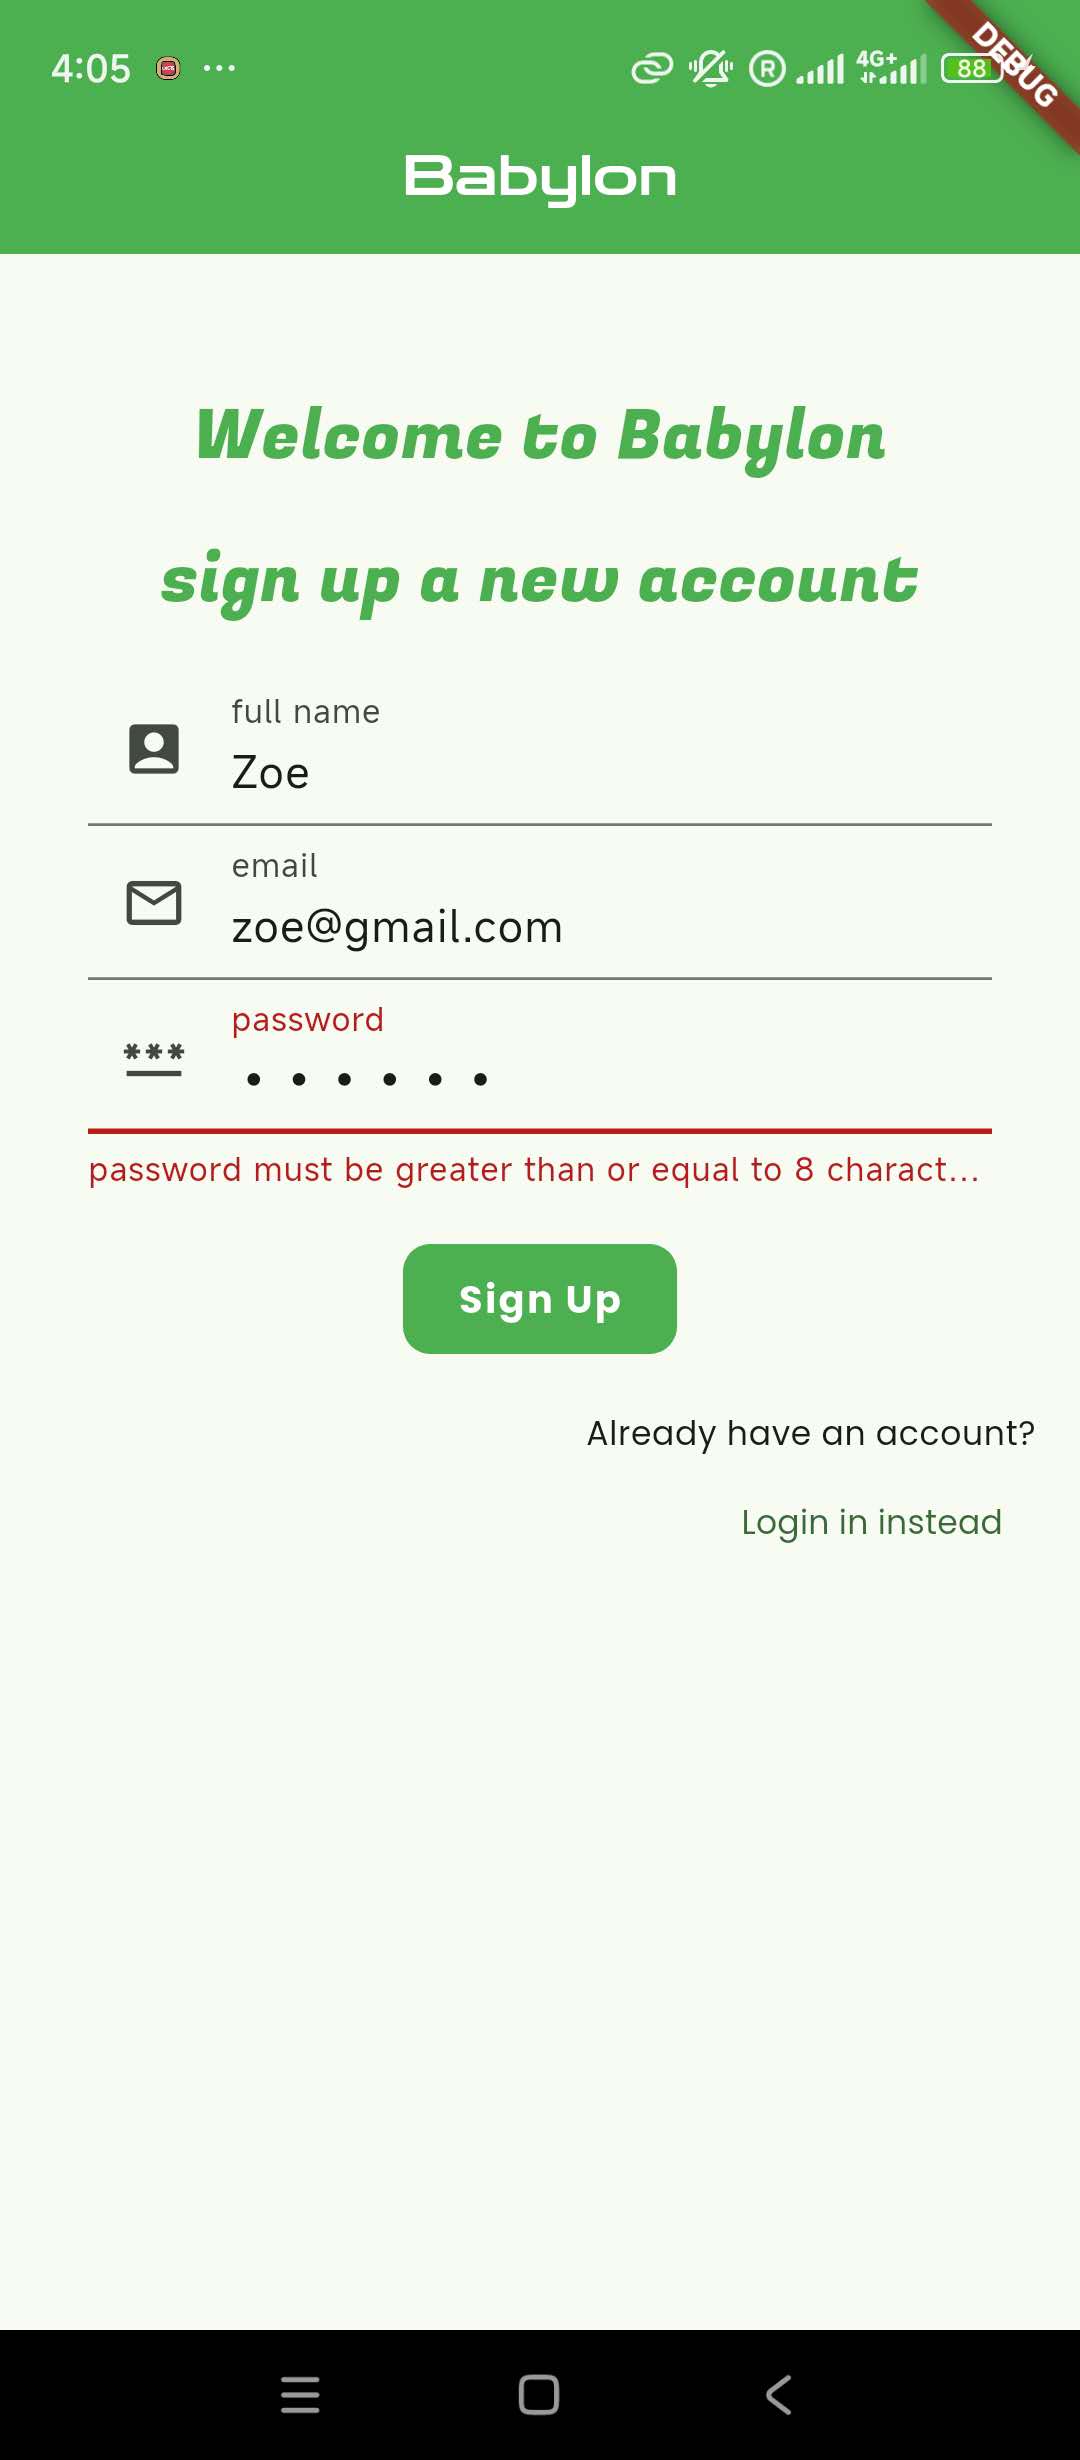 4:05
4G+
88
DEBUG
Babylon
Welcome to Babylon
sign up a new account
full name
Zoe
email
zoe@gmail.com
password
••••••
password must be greater than or equal to 8 charact...
Sign Up
Already have an account?
Login in instead